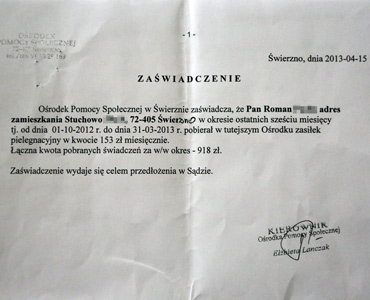 OŚRODEK
POMOCY SPOŁECZNEJ
72-405 ŚWIERZNO
- 1 -
Świerzno, dnia 2013-04-15
ZAŚWIADCZENIE
Ośrodek Pomocy Społecznej w Świerznie zaświadcza, że Pan Roman adres
zamieszkania Stuchowo , 72-405 Świerzno w okresie ostatnich sześciu miesięcy
tj. od dnia 01-10-2012 r. do dnia 31-03-2013 r. pobierał w tutejszym Ośrodku zasiłek
pielęgnacyjny w kwocie 153 zł miesięcznie.
Łączna kwota pobranych świadczeń za w/w okres - 918 zł.
Zaświadczenie wydaje się celem przedłożenia w Sądzie.
KIEROWNIK
Ośrodka Pomocy Społecznej
Elżbieta Lanczak